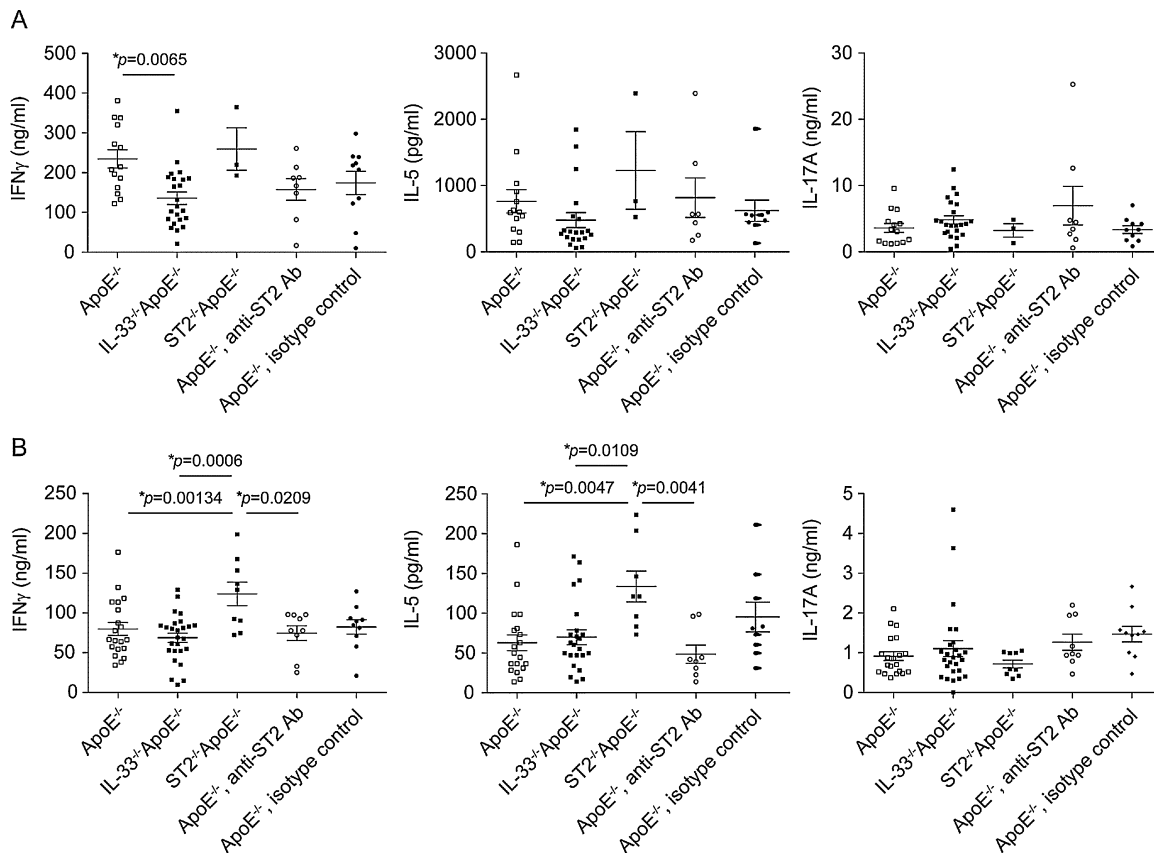 A
*p=0.0065
IFNγ (ng/ml)
500
400
300
200
100
0
ApoE-/-
IL-33-/-ApoE-/-
ST2-/-ApoE-/-
ApoE-/-, anti-ST2 Ab
ApoE-/-, isotype control
IL-5 (pg/ml)
3000
2000
1000
0
ApoE-/-
IL-33-/-ApoE-/-
ST2-/-ApoE-/-
ApoE-/-, anti-ST2 Ab
ApoE-/-, isotype control
IL-17A (ng/ml)
30
20
10
0
ApoE-/-
IL-33-/-ApoE-/-
ST2-/-ApoE-/-
ApoE-/-, anti-ST2 Ab
ApoE-/-, isotype control
B
*p=0.0006
*p=0.00134
*p=0.0209
IFNγ (ng/ml)
250
200
150
100
50
0
ApoE-/-
IL-33-/-ApoE-/-
ST2-/-ApoE-/-
ApoE-/-, anti-ST2 Ab
ApoE-/-, isotype control
*p=0.0109
*p=0.0047
*p=0.0041
IL-5 (pg/ml)
250
200
150
100
50
0
ApoE-/-
IL-33-/-ApoE-/-
ST2-/-ApoE-/-
ApoE-/-, anti-ST2 Ab
ApoE-/-, isotype control
IL-17A (ng/ml)
5
4
3
2
1
0
ApoE-/-
IL-33-/-ApoE-/-
ST2-/-ApoE-/-
ApoE-/-, anti-ST2 Ab
ApoE-/-, isotype control